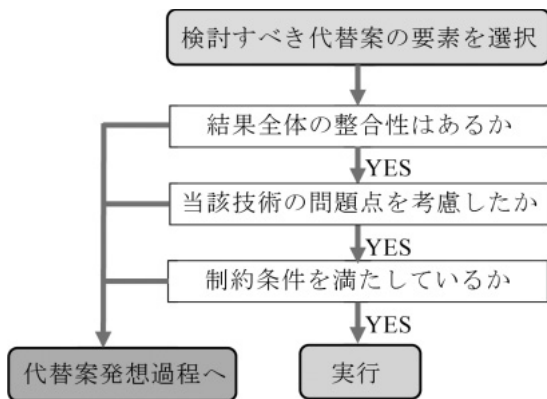 検討すべき代替案の要素を選択
結果全体の整合性はあるか
YES
当該技術の問題点を考慮したか
YES
制約条件を満たしているか
YES
代替案発想過程へ
実行